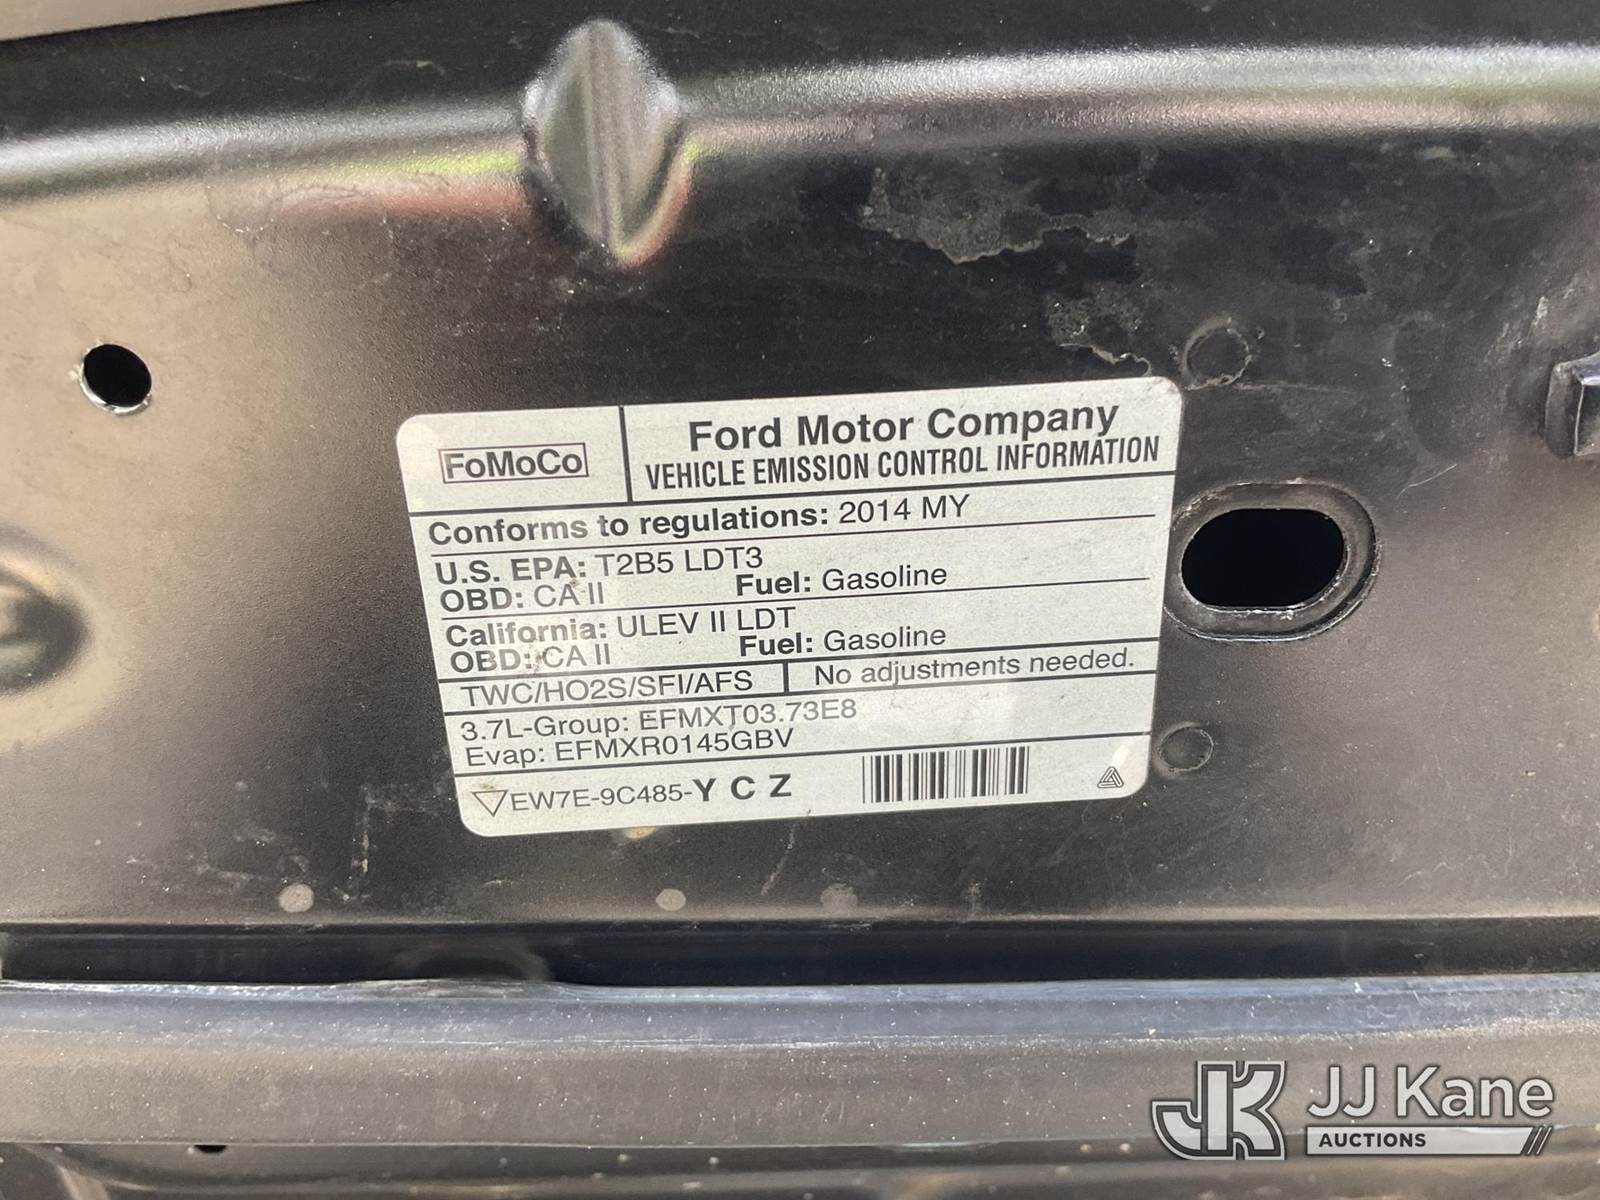 FoMoCo
Ford Motor Company
VEHICLE EMISSION CONTROL INFORMATION
Conforms to regulations: 2014 MY
U.S. EPA: T2B5 LDT3
OBD: CA II Fuel: Gasoline
California: ULEV II LDT
OBD: CA II Fuel: Gasoline
TWC/HO2S/SFI/AFS No adjustments needed.
3.7L-Group: EFMXT03.73E8
Evap: EFMXR0145GBV
EW7E-9C485-Y C Z
JK JJ Kane
AUCTIONS